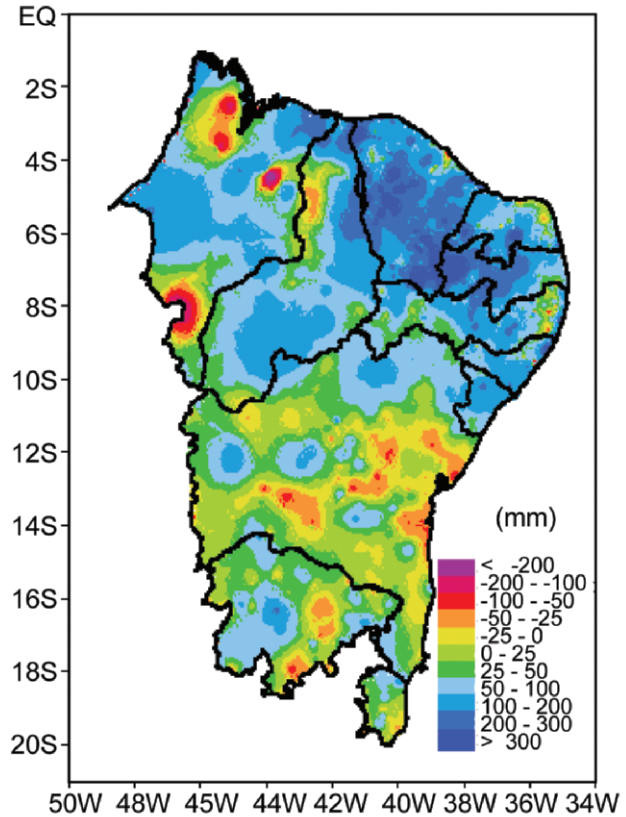 EQ
2S
4S
6S
8S
10S
12S
14S
16S
18S
20S
(mm)
< -200
-200 - -100
-100 - -50
-50 - -25
-25 - 0
0 - 25
25 - 50
50 - 100
100 - 200
200 - 300
> 300
50W 48W 45W 44W 42W 40W 38W 36W 34W